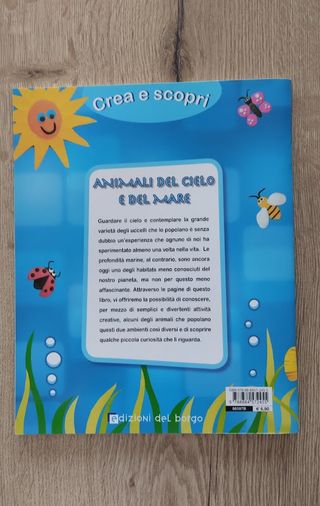 Crea e scopri
ANIMALI DEL CIELO
E DEL MARE
Guardare il cielo e contemplare la grande
varietà degli uccelli che lo popolano è senza
dubbio un'esperienza che ognuno di noi ha
sperimentato almeno una volta nella vita. Le
profondità marine, al contrario, sono ancora
oggi uno degli habitats meno conosciuti del
nostro pianeta, ma non per questo meno
affascinante. Attraverso le pagine di questo
libro, vi offriremo la possibilità di conoscere,
per mezzo di semplici e divertenti attività
creative, alcuni degli animali che popolano
questi due ambienti così diversi e di scoprire
qualche piccola curiosità che li riguarda.
edizioni del borgo
€ 6,90